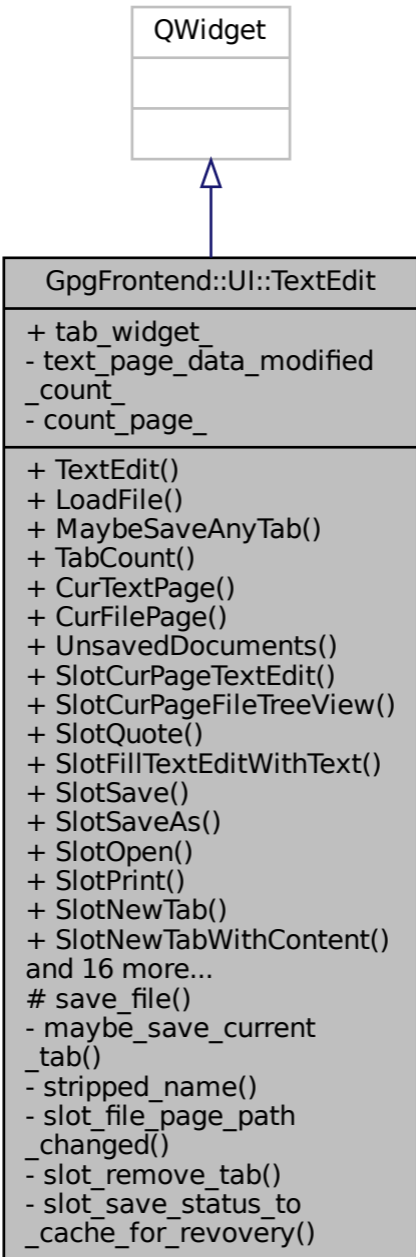 QWidget
GpgFrontend::UI::TextEdit
+ tab_widget_
- text_page_data_modified
_count_
- count_page_
+ TextEdit()
+ LoadFile()
+ MaybeSaveAnyTab()
+ TabCount()
+ CurTextPage()
+ CurFilePage()
+ UnsavedDocuments()
+ SlotCurPageTextEdit()
+ SlotCurPageFileTreeView()
+ SlotQuote()
+ SlotFillTextEditWithText()
+ SlotSave()
+ SlotSaveAs()
+ SlotOpen()
+ SlotPrint()
+ SlotNewTab()
+ SlotNewTabWithContent()
and 16 more...
# save_file()
- maybe_save_current
_tab()
- stripped_name()
- slot_file_page_path
_changed()
- slot_remove_tab()
- slot_save_status_to
_cache_for_revovery()